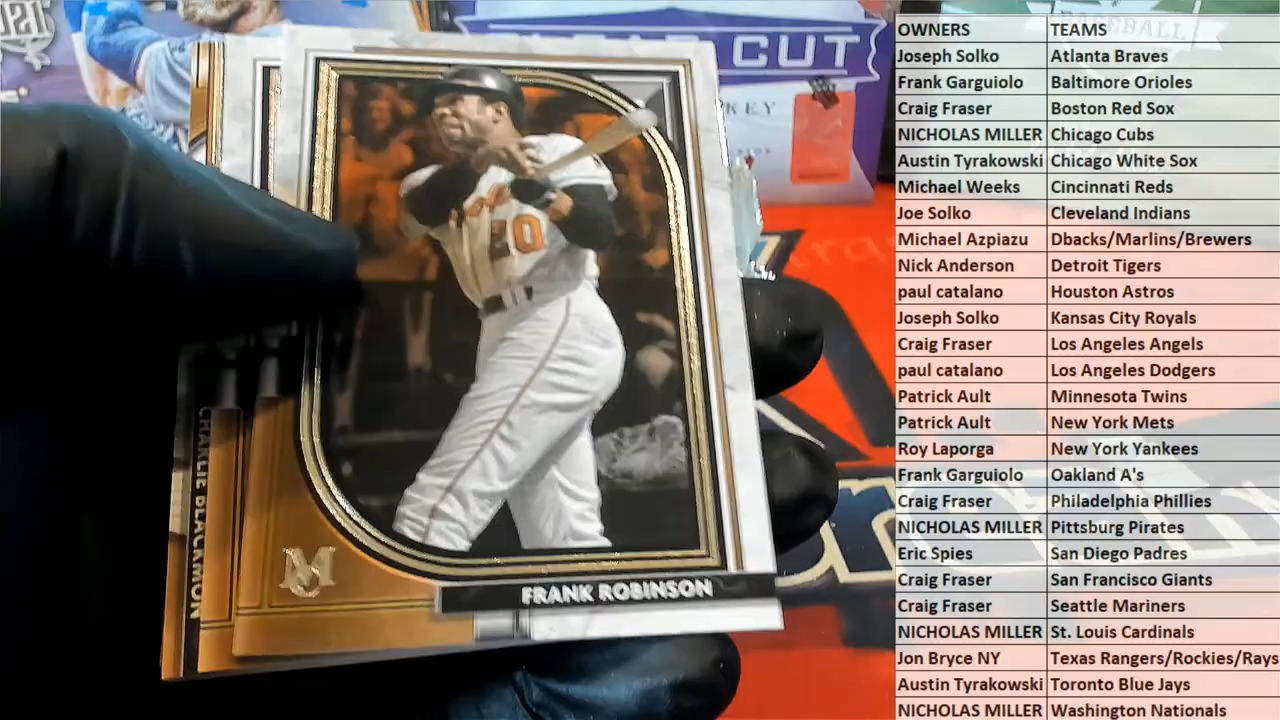 CUT
KEY
20
CHARLIE BLACKMON
FRANK ROBINSON
BASEBALL
OWNERS TEAMS
Joseph Solko Atlanta Braves
Frank Garguiolo Baltimore Orioles
Craig Fraser Boston Red Sox
NICHOLAS MILLER Chicago Cubs
Austin Tyrakowski Chicago White Sox
Michael Weeks Cincinnati Reds
Joe Solko Cleveland Indians
Michael Azpiazu Dbacks/Marlins/Brewers
Nick Anderson Detroit Tigers
paul catalano Houston Astros
Joseph Solko Kansas City Royals
Craig Fraser Los Angeles Angels
paul catalano Los Angeles Dodgers
Patrick Ault Minnesota Twins
Patrick Ault New York Mets
Roy Laporga New York Yankees
Frank Garguiolo Oakland A's
Craig Fraser Philadelphia Phillies
NICHOLAS MILLER Pittsburg Pirates
Eric Spies San Diego Padres
Craig Fraser San Francisco Giants
Craig Fraser Seattle Mariners
NICHOLAS MILLER St. Louis Cardinals
Jon Bryce NY Texas Rangers/Rockies/Rays
Austin Tyrakowski Toronto Blue Jays
NICHOLAS MILLER Washington Nationals